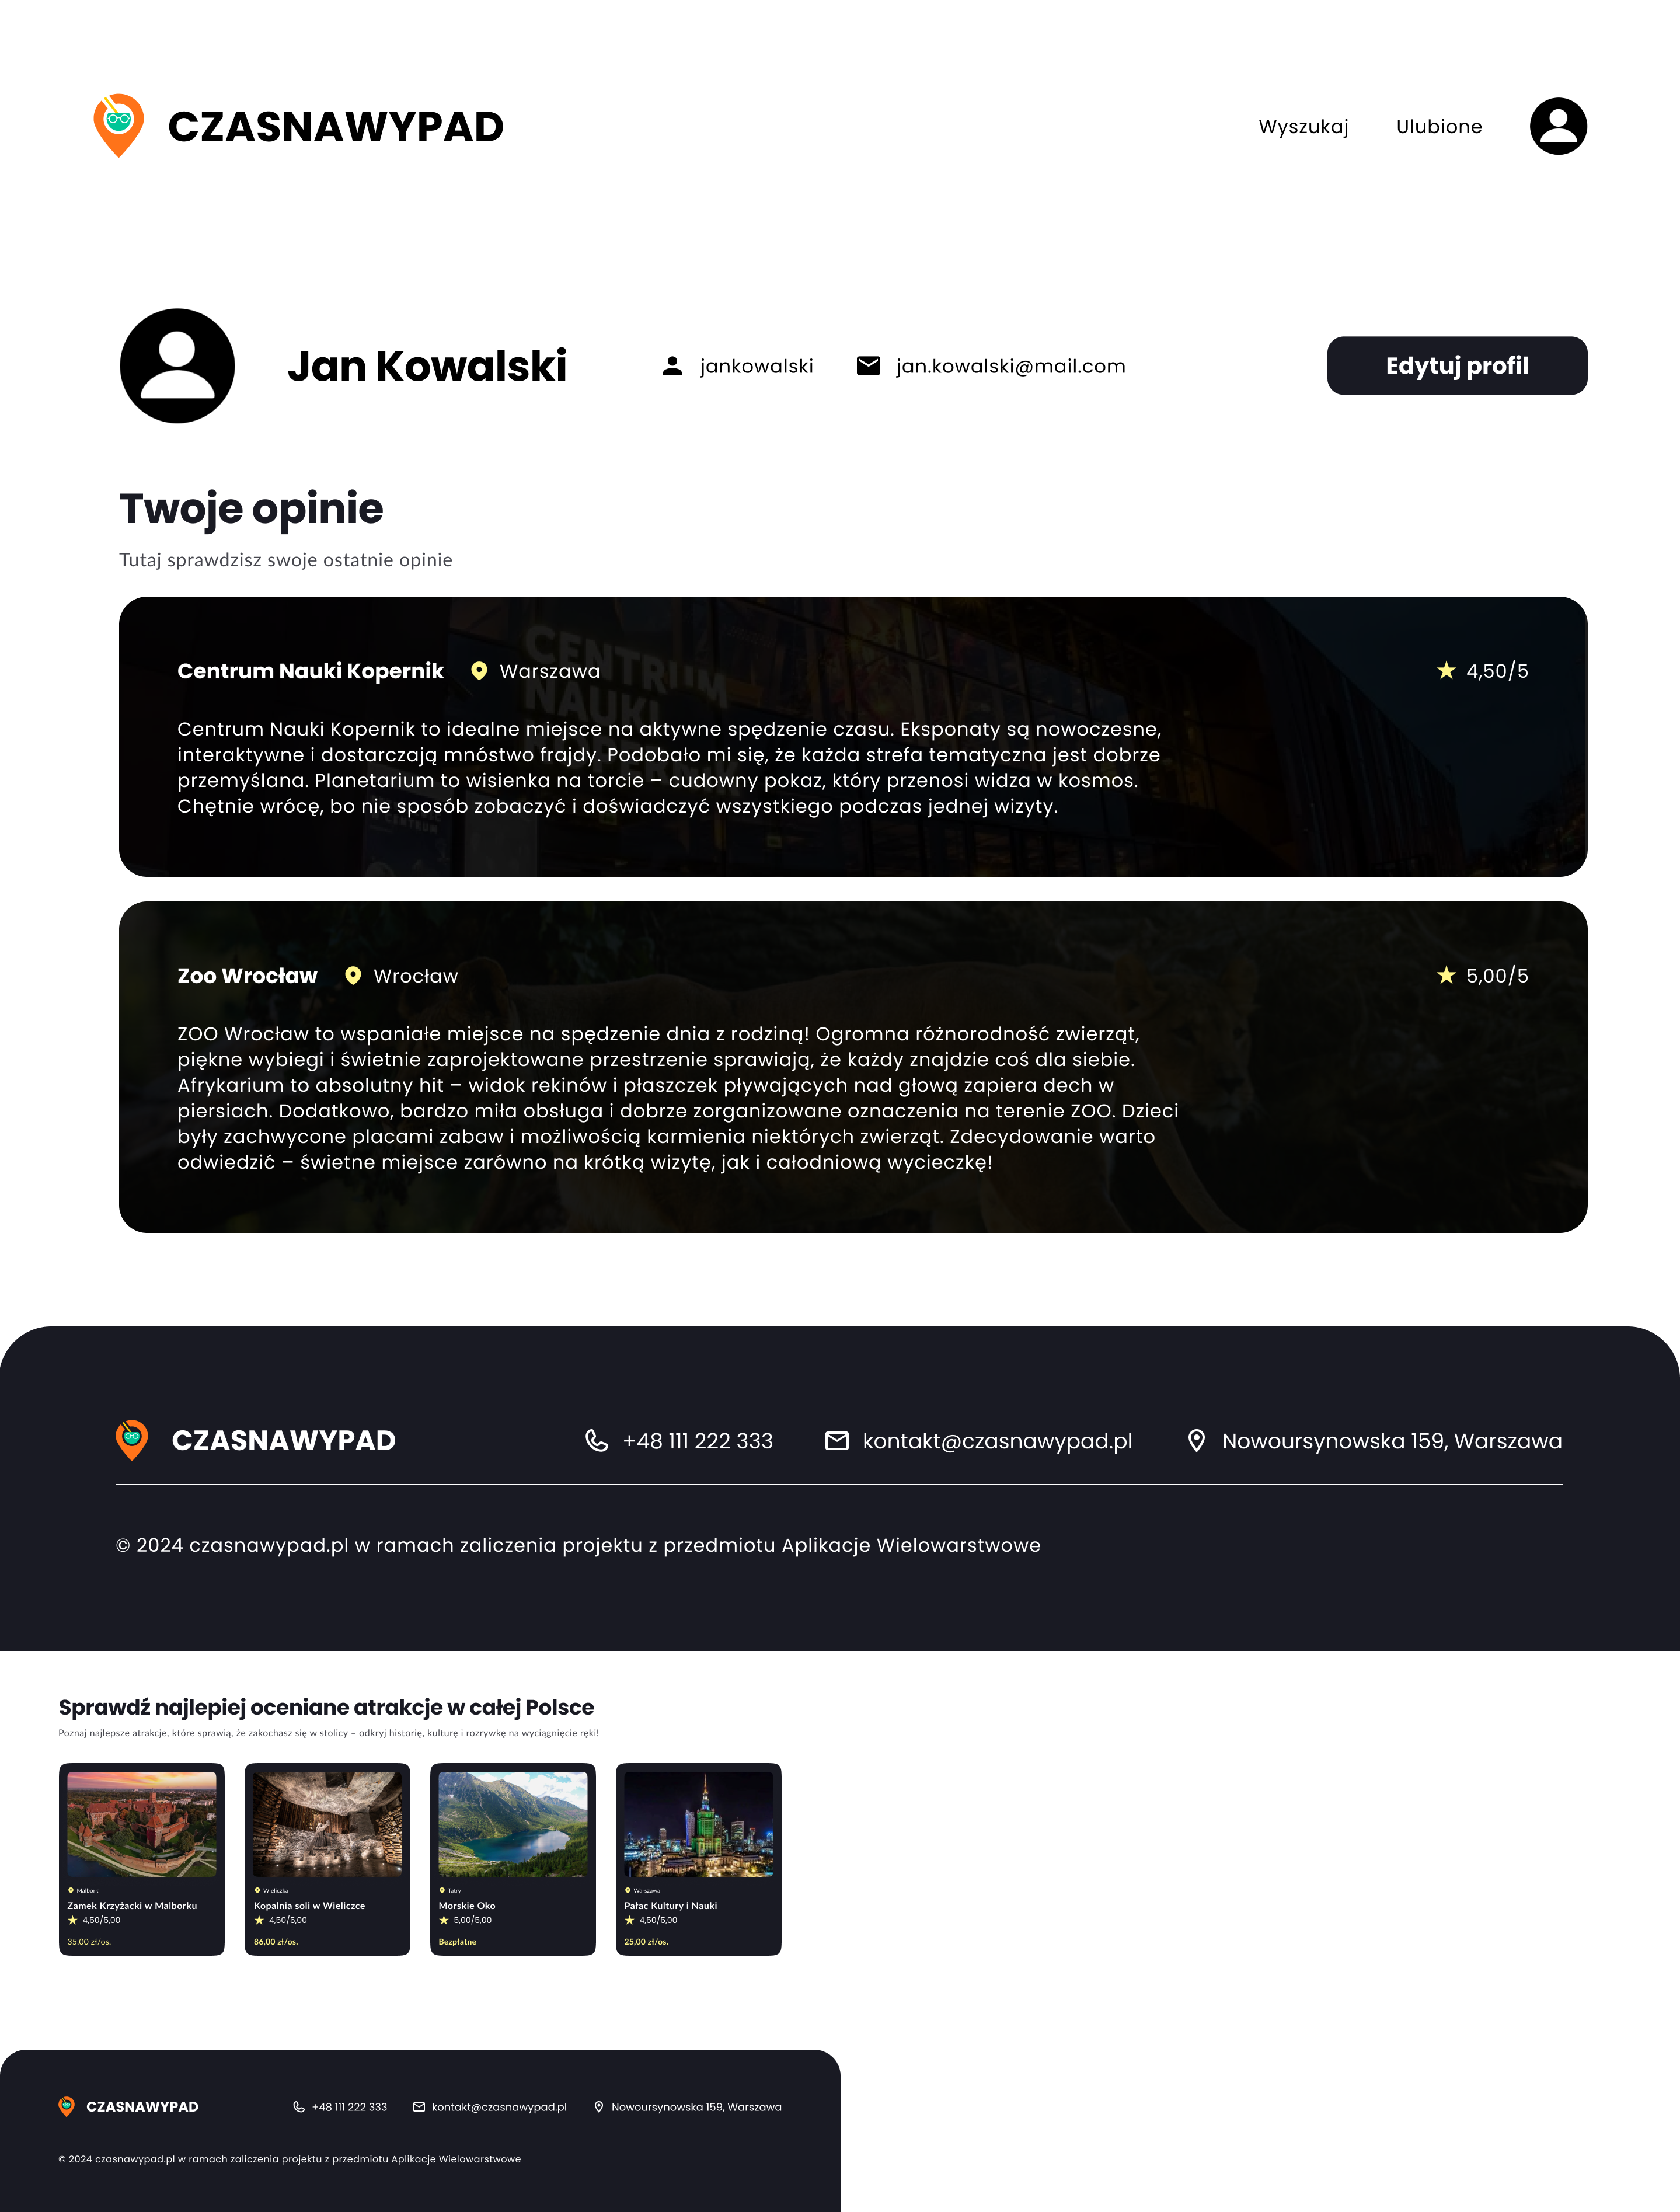 CZASNAWYPAD
Wyszukaj
Ulubione
Jan Kowalski
jankowalski
jan.kowalski@mail.com
Edytuj profil
Twoje opinie
Tutaj sprawdzisz swoje ostatnie opinie
Centrum Nauki Kopernik
Warszawa
4,50/5
CENTRUM
NAUKI
Centrum Nauki Kopernik to idealne miejsce na aktywne spędzenie czasu. Eksponaty są nowoczesne,
interaktywne i dostarczają mnóstwo frajdy. Podobało mi się, że każda strefa tematyczna jest dobrze
przemyślana. Planetarium to wisienka na torcie – cudowny pokaz, który przenosi widza w kosmos.
Chętnie wrócę, bo nie sposób zobaczyć i doświadczyć wszystkiego podczas jednej wizyty.
Zoo Wrocław
Wrocław
5,00/5
ZOO Wrocław to wspaniałe miejsce na spędzenie dnia z rodziną! Ogromna różnorodność zwierząt,
piękne wybiegi i świetnie zaprojektowane przestrzenie sprawiają, że każdy znajdzie coś dla siebie.
Afrykarium to absolutny hit – widok rekinów i płaszczek pływających nad głową zapiera dech w
piersiach. Dodatkowo, bardzo miła obsługa i dobrze zorganizowane oznaczenia na terenie ZOO. Dzieci
były zachwycone placami zabaw i możliwością karmienia niektórych zwierząt. Zdecydowanie warto
odwiedzić – świetne miejsce zarówno na krótką wizytę, jak i całodniową wycieczkę!
CZASNAWYPAD
+48 111 222 333
kontakt@czasnawypad.pl
Nowoursynowska 159, Warszawa
© 2024 czasnawypad.pl w ramach zaliczenia projektu z przedmiotu Aplikacje Wielowarstwowe
Sprawdź najlepiej oceniane atrakcje w całej Polsce
Poznaj najlepsze atrakcje, które sprawią, że zakochasz się w stolicy – odkryj historię, kulturę i rozrywkę na wyciągnięcie ręki!
Malbork
Zamek Krzyżacki w Malborku
4,50/5,00
35,00 zł/os.
Wieliczka
Kopalnia soli w Wieliczce
4,50/5,00
86,00 zł/os.
Tatry
Morskie Oko
5,00/5,00
Bezpłatne
Warszawa
Pałac Kultury i Nauki
4,50/5,00
25,00 zł/os.
CZASNAWYPAD
+48 111 222 333
kontakt@czasnawypad.pl
Nowoursynowska 159, Warszawa
© 2024 czasnawypad.pl w ramach zaliczenia projektu z przedmiotu Aplikacje Wielowarstwowe